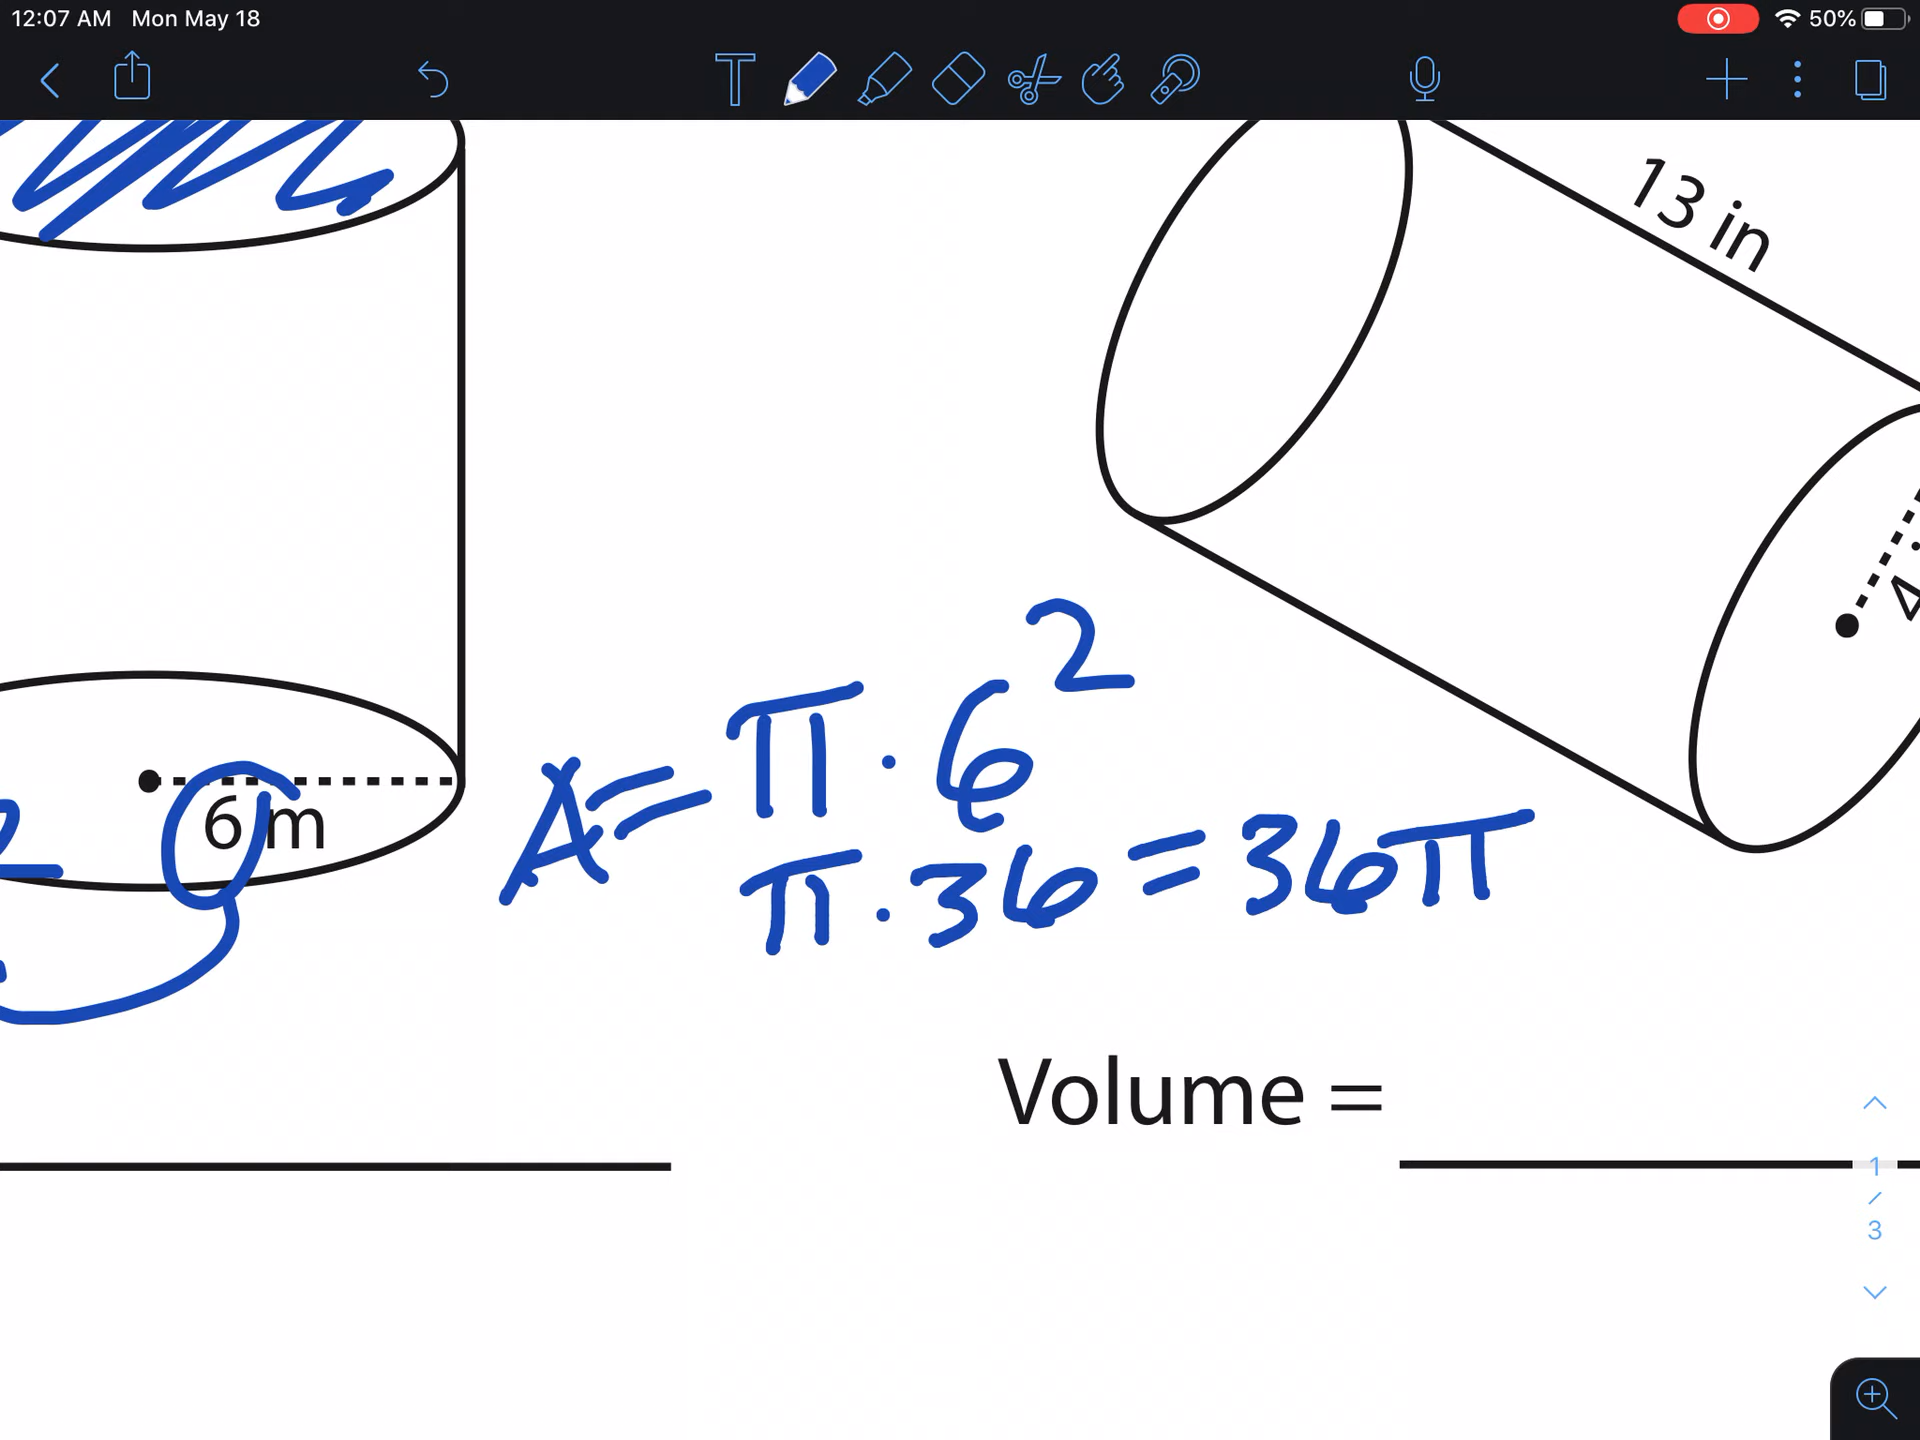 12:07 AM Mon May 18
50%
13 in
6 m
A = π · 6²
π · 36 = 36π
Volume =
1
/
3